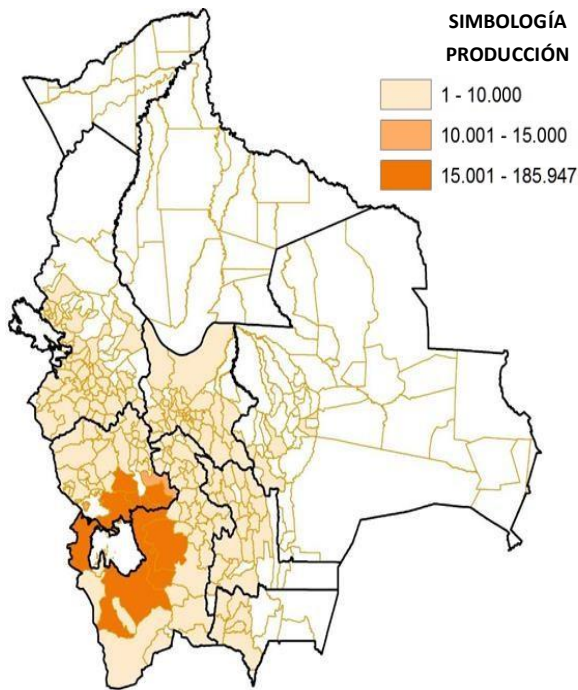 SIMBOLOGÍA
PRODUCCIÓN
1 - 10.000
10.001 - 15.000
15.001 - 185.947